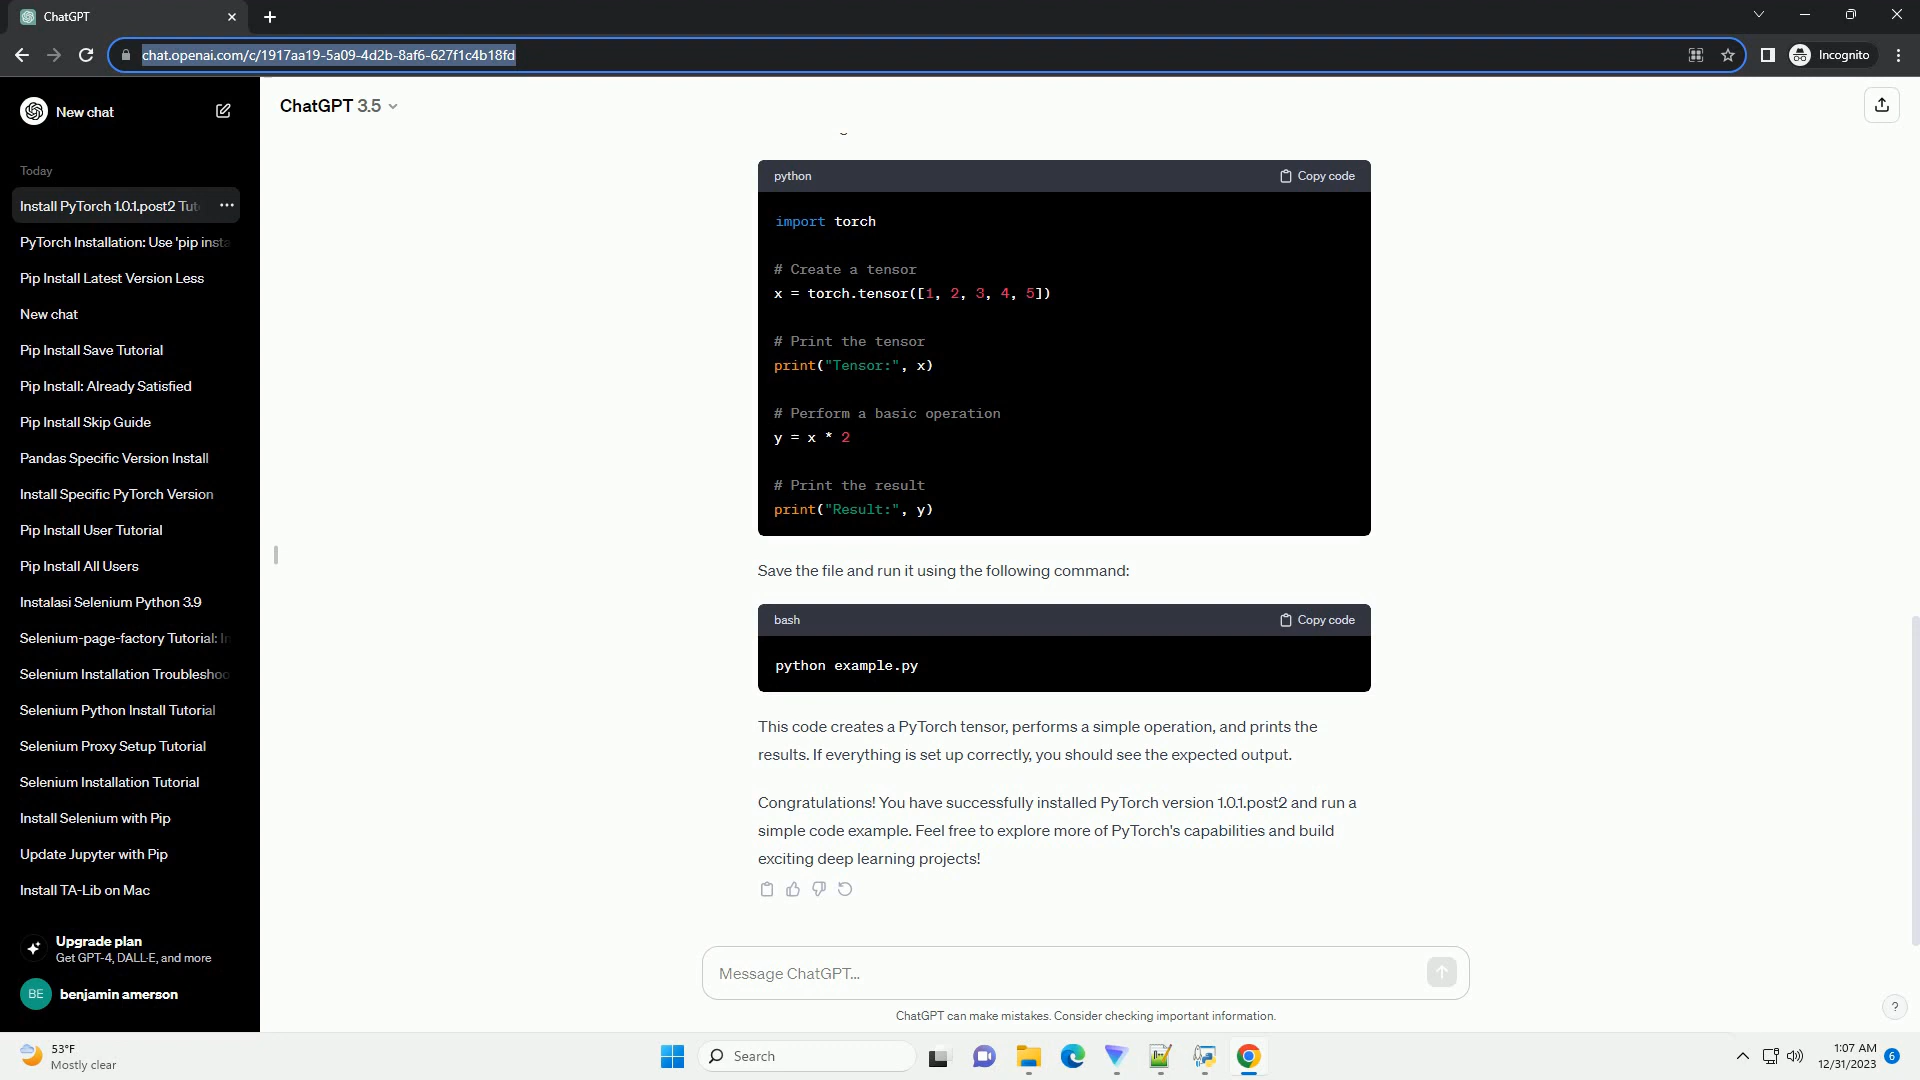 ChatGPT
chat.openai.com/c/1917aa19-5a09-4d2b-8af6-627f1c4b18fd
Incognito
New chat
ChatGPT 3.5
Today
Install PyTorch 1.0.1.post2 Tut
PyTorch Installation: Use 'pip insta
Pip Install Latest Version Less
New chat
Pip Install Save Tutorial
Pip Install: Already Satisfied
Pip Install Skip Guide
Pandas Specific Version Install
Install Specific PyTorch Version
Pip Install User Tutorial
Pip Install All Users
Instalasi Selenium Python 3.9
Selenium-page-factory Tutorial: In
Selenium Installation Troubleshoo
Selenium Python Install Tutorial
Selenium Proxy Setup Tutorial
Selenium Installation Tutorial
Install Selenium with Pip
Update Jupyter with Pip
Install TA-Lib on Mac
Upgrade plan
Get GPT-4, DALL·E, and more
BE
benjamin amerson
python
Copy code
import torch
# Create a tensor
x = torch.tensor([1, 2, 3, 4, 5])
# Print the tensor
print("Tensor:", x)
# Perform a basic operation
y = x * 2
# Print the result
print("Result:", y)
Save the file and run it using the following command:
bash
Copy code
python example.py
This code creates a PyTorch tensor, performs a simple operation, and prints the
results. If everything is set up correctly, you should see the expected output.
Congratulations! You have successfully installed PyTorch version 1.0.1.post2 and run a
simple code example. Feel free to explore more of PyTorch's capabilities and build
exciting deep learning projects!
Message ChatGPT...
ChatGPT can make mistakes. Consider checking important information.
?
53°F
Mostly clear
Search
1:07 AM
12/31/2023
6